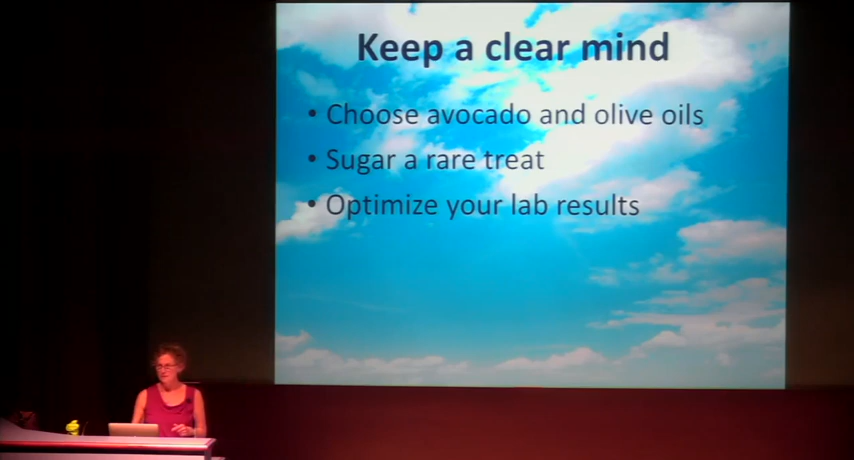 Keep a clear mind
• Choose avocado and olive oils
• Sugar a rare treat
• Optimize your lab results